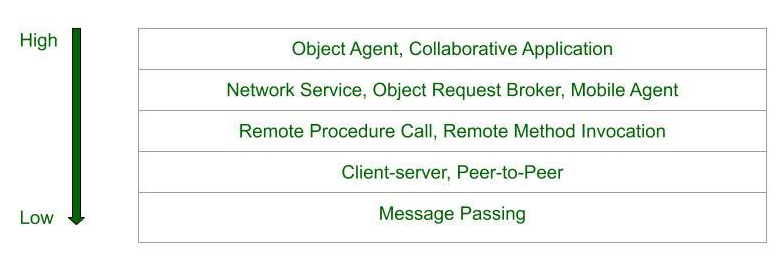 High
Object Agent, Collaborative Application
Network Service, Object Request Broker, Mobile Agent
Remote Procedure Call, Remote Method Invocation
Client-server, Peer-to-Peer
Low
Message Passing